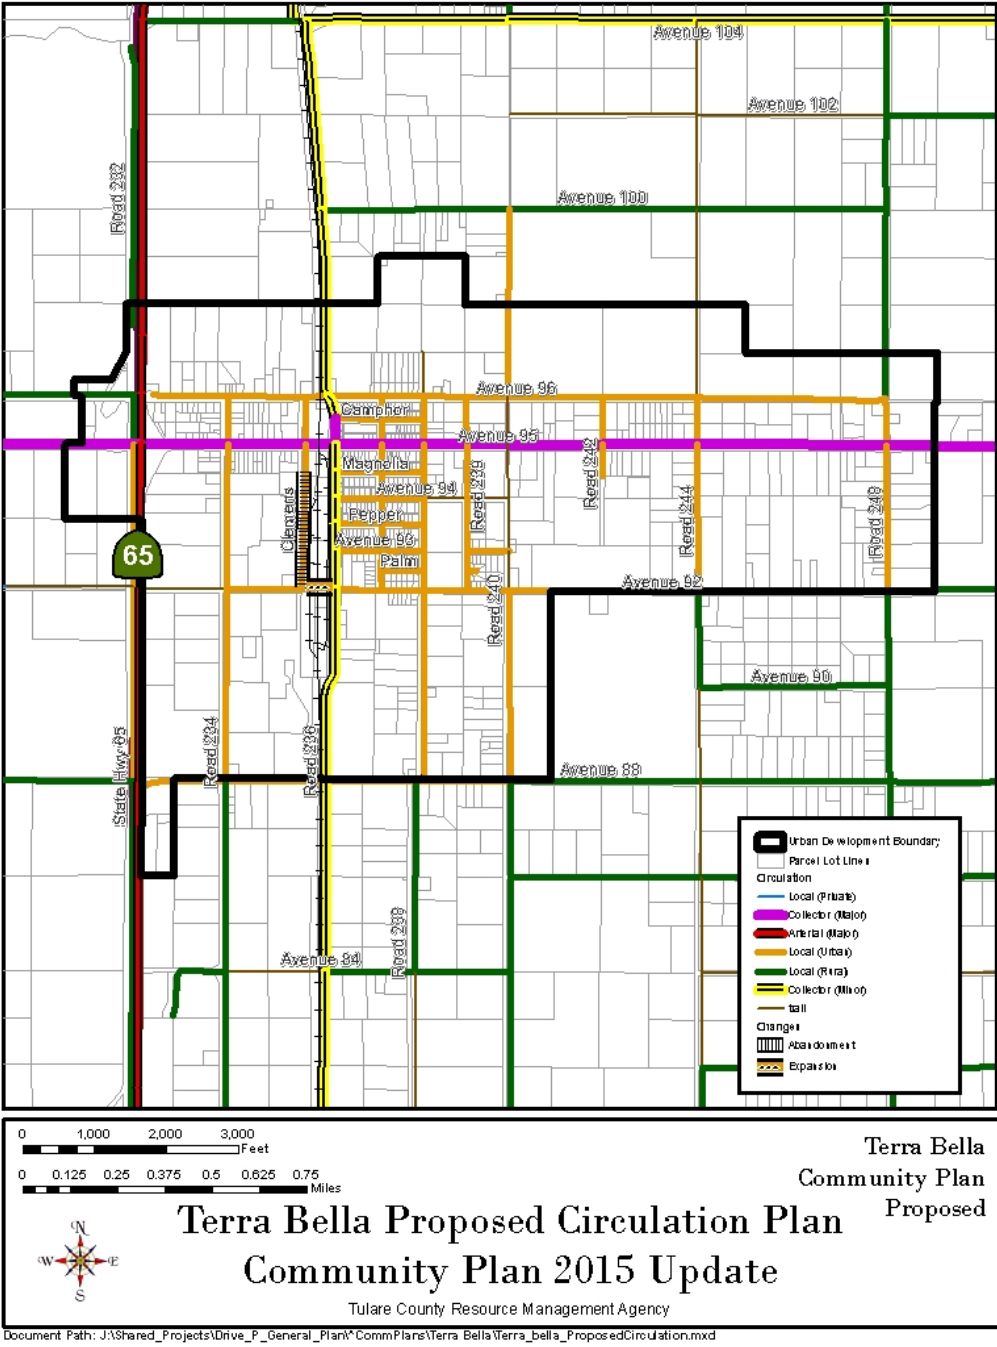 Avenue 104
Avenue 102
Road 232
Avenue 100
Avenue 96
Camphor
Avenue 95
Magnolia
Road 242
Avenue 94
Road 239
Clemens
Road 244
Road 248
Pepper
Avenue 93
65
Palm
Avenue 92
Road 240
Avenue 90
State Hwy 65
Road 234
Road 236
Avenue 88
Urban Development Boundary
Parcel Lot Lines
Circulation
Local (Private)
Collector (Major)
Arterial (Major)
Local (Urban)
Local (Rural)
Collector (Minor)
trail
Changes
Abandonment
Expansion
Road 238
Avenue 84
0 1,000 2,000 3,000
Feet
0 0.125 0.25 0.375 0.5 0.625 0.75
Miles
Terra Bella
Community Plan
Proposed
N
W E
S
Terra Bella Proposed Circulation Plan
Community Plan 2015 Update
Tulare County Resource Management Agency
Document Path: J:\Shared_Projects\Drive_P_General_Plan\^CommPlans\Terra Bella\Terra_bella_ProposedCirculation.mxd